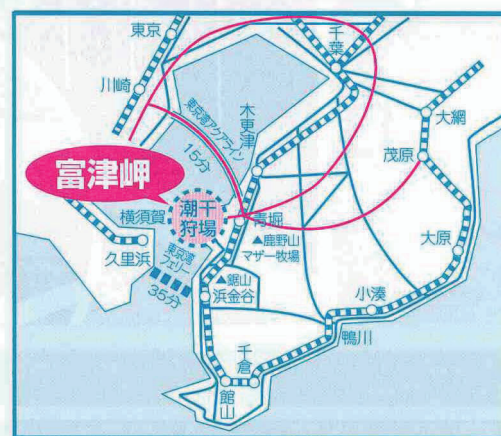 東京
川崎
千葉
木更津
東京湾アクアライン
15分
大網
茂原
富津岬
潮干
狩場
横須賀
久里浜
青堀
▲鹿野山
マザー牧場
大原
東京湾
フェリー
35分
▲鋸山
浜金谷
小湊
鴨川
千倉
館山